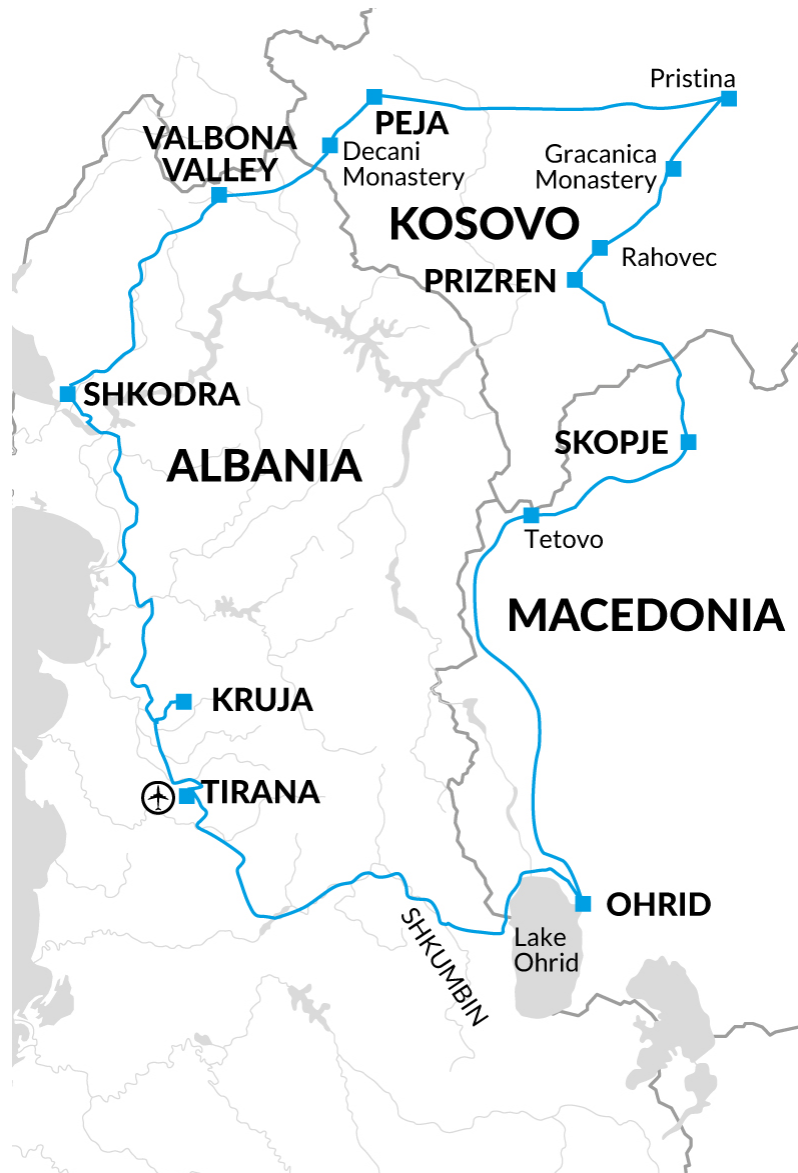 Pristina
PEJA
VALBONA
VALLEY
Decani
Monastery
Gracanica
Monastery
KOSOVO
Rahovec
PRIZREN
SHKODRA
SKOPJE
ALBANIA
Tetovo
MACEDONIA
KRUJA
TIRANA
OHRID
SHKUMBIN
Lake
Ohrid